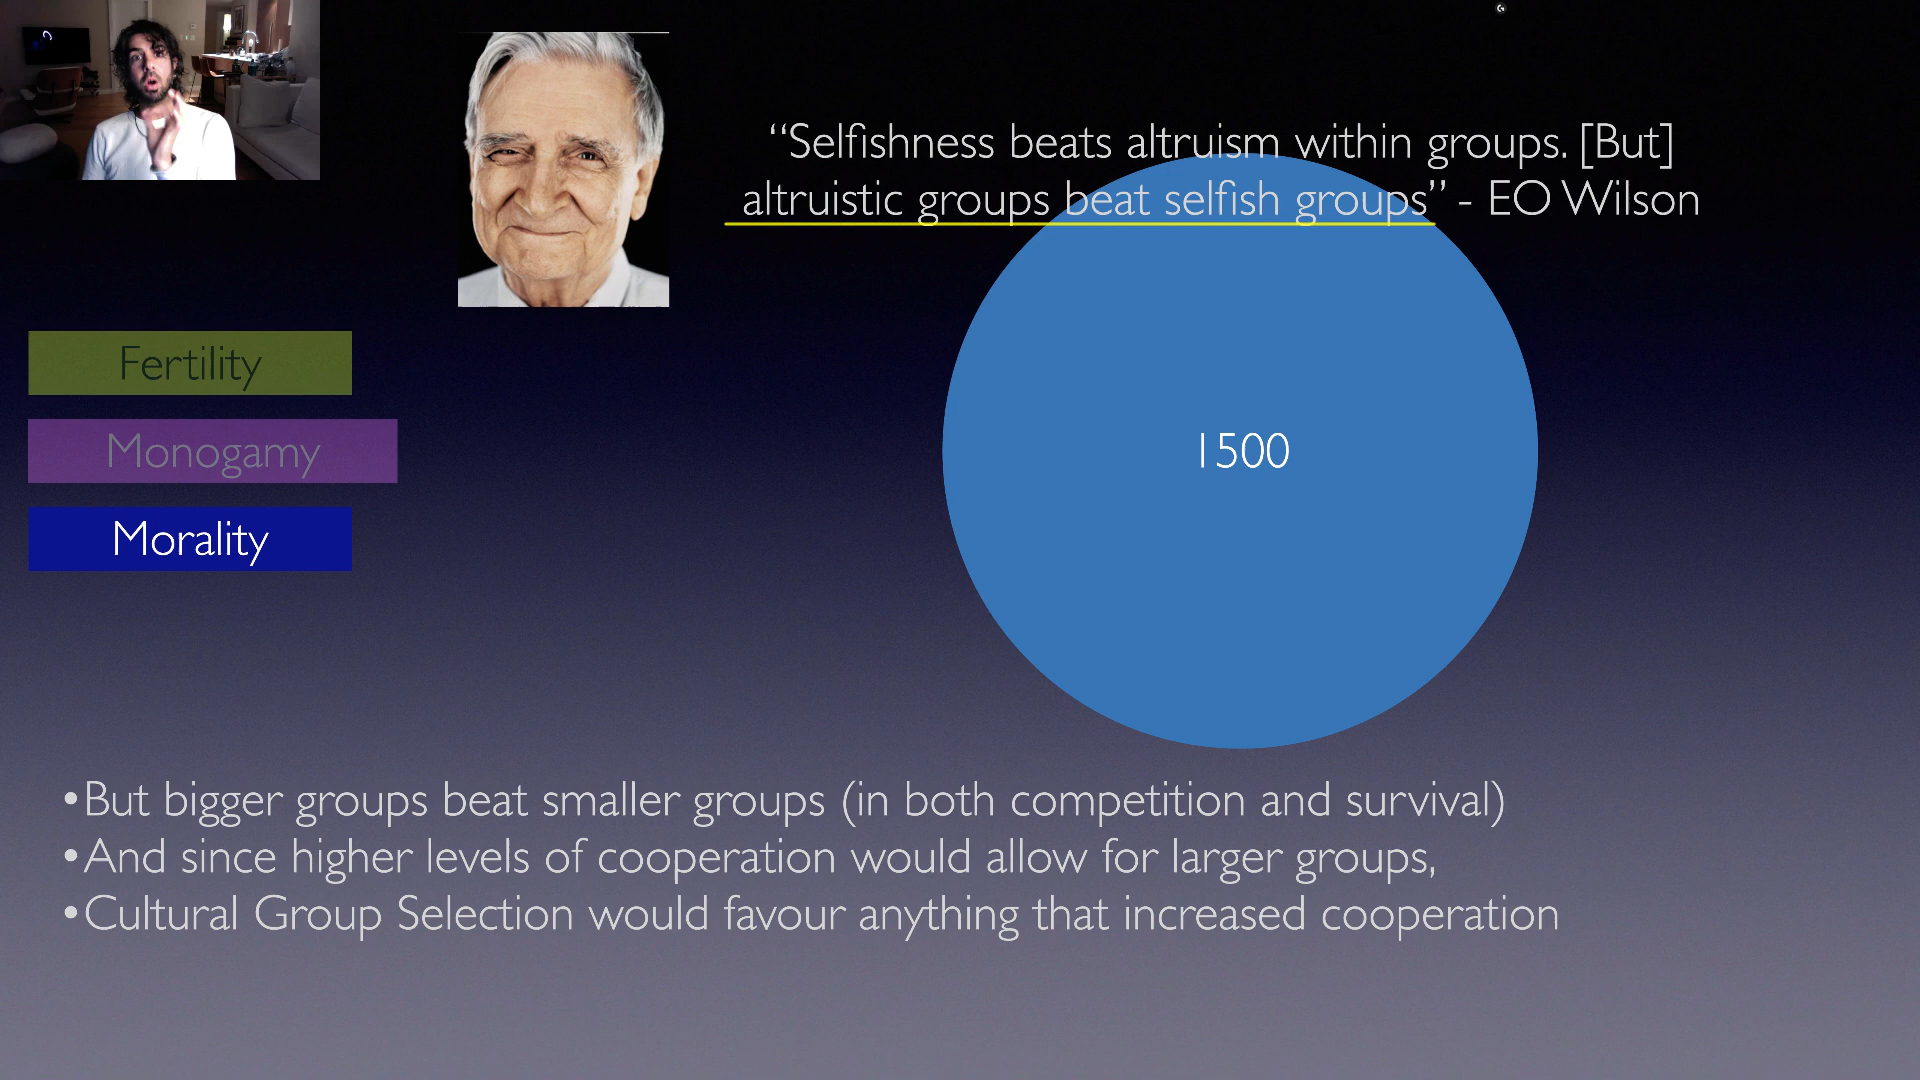 “Selfishness beats altruism within groups. [But]
altruistic groups beat selfish groups” - EO Wilson
Fertility
Monogamy
Morality
1500
•But bigger groups beat smaller groups (in both competition and survival)
•And since higher levels of cooperation would allow for larger groups,
•Cultural Group Selection would favour anything that increased cooperation